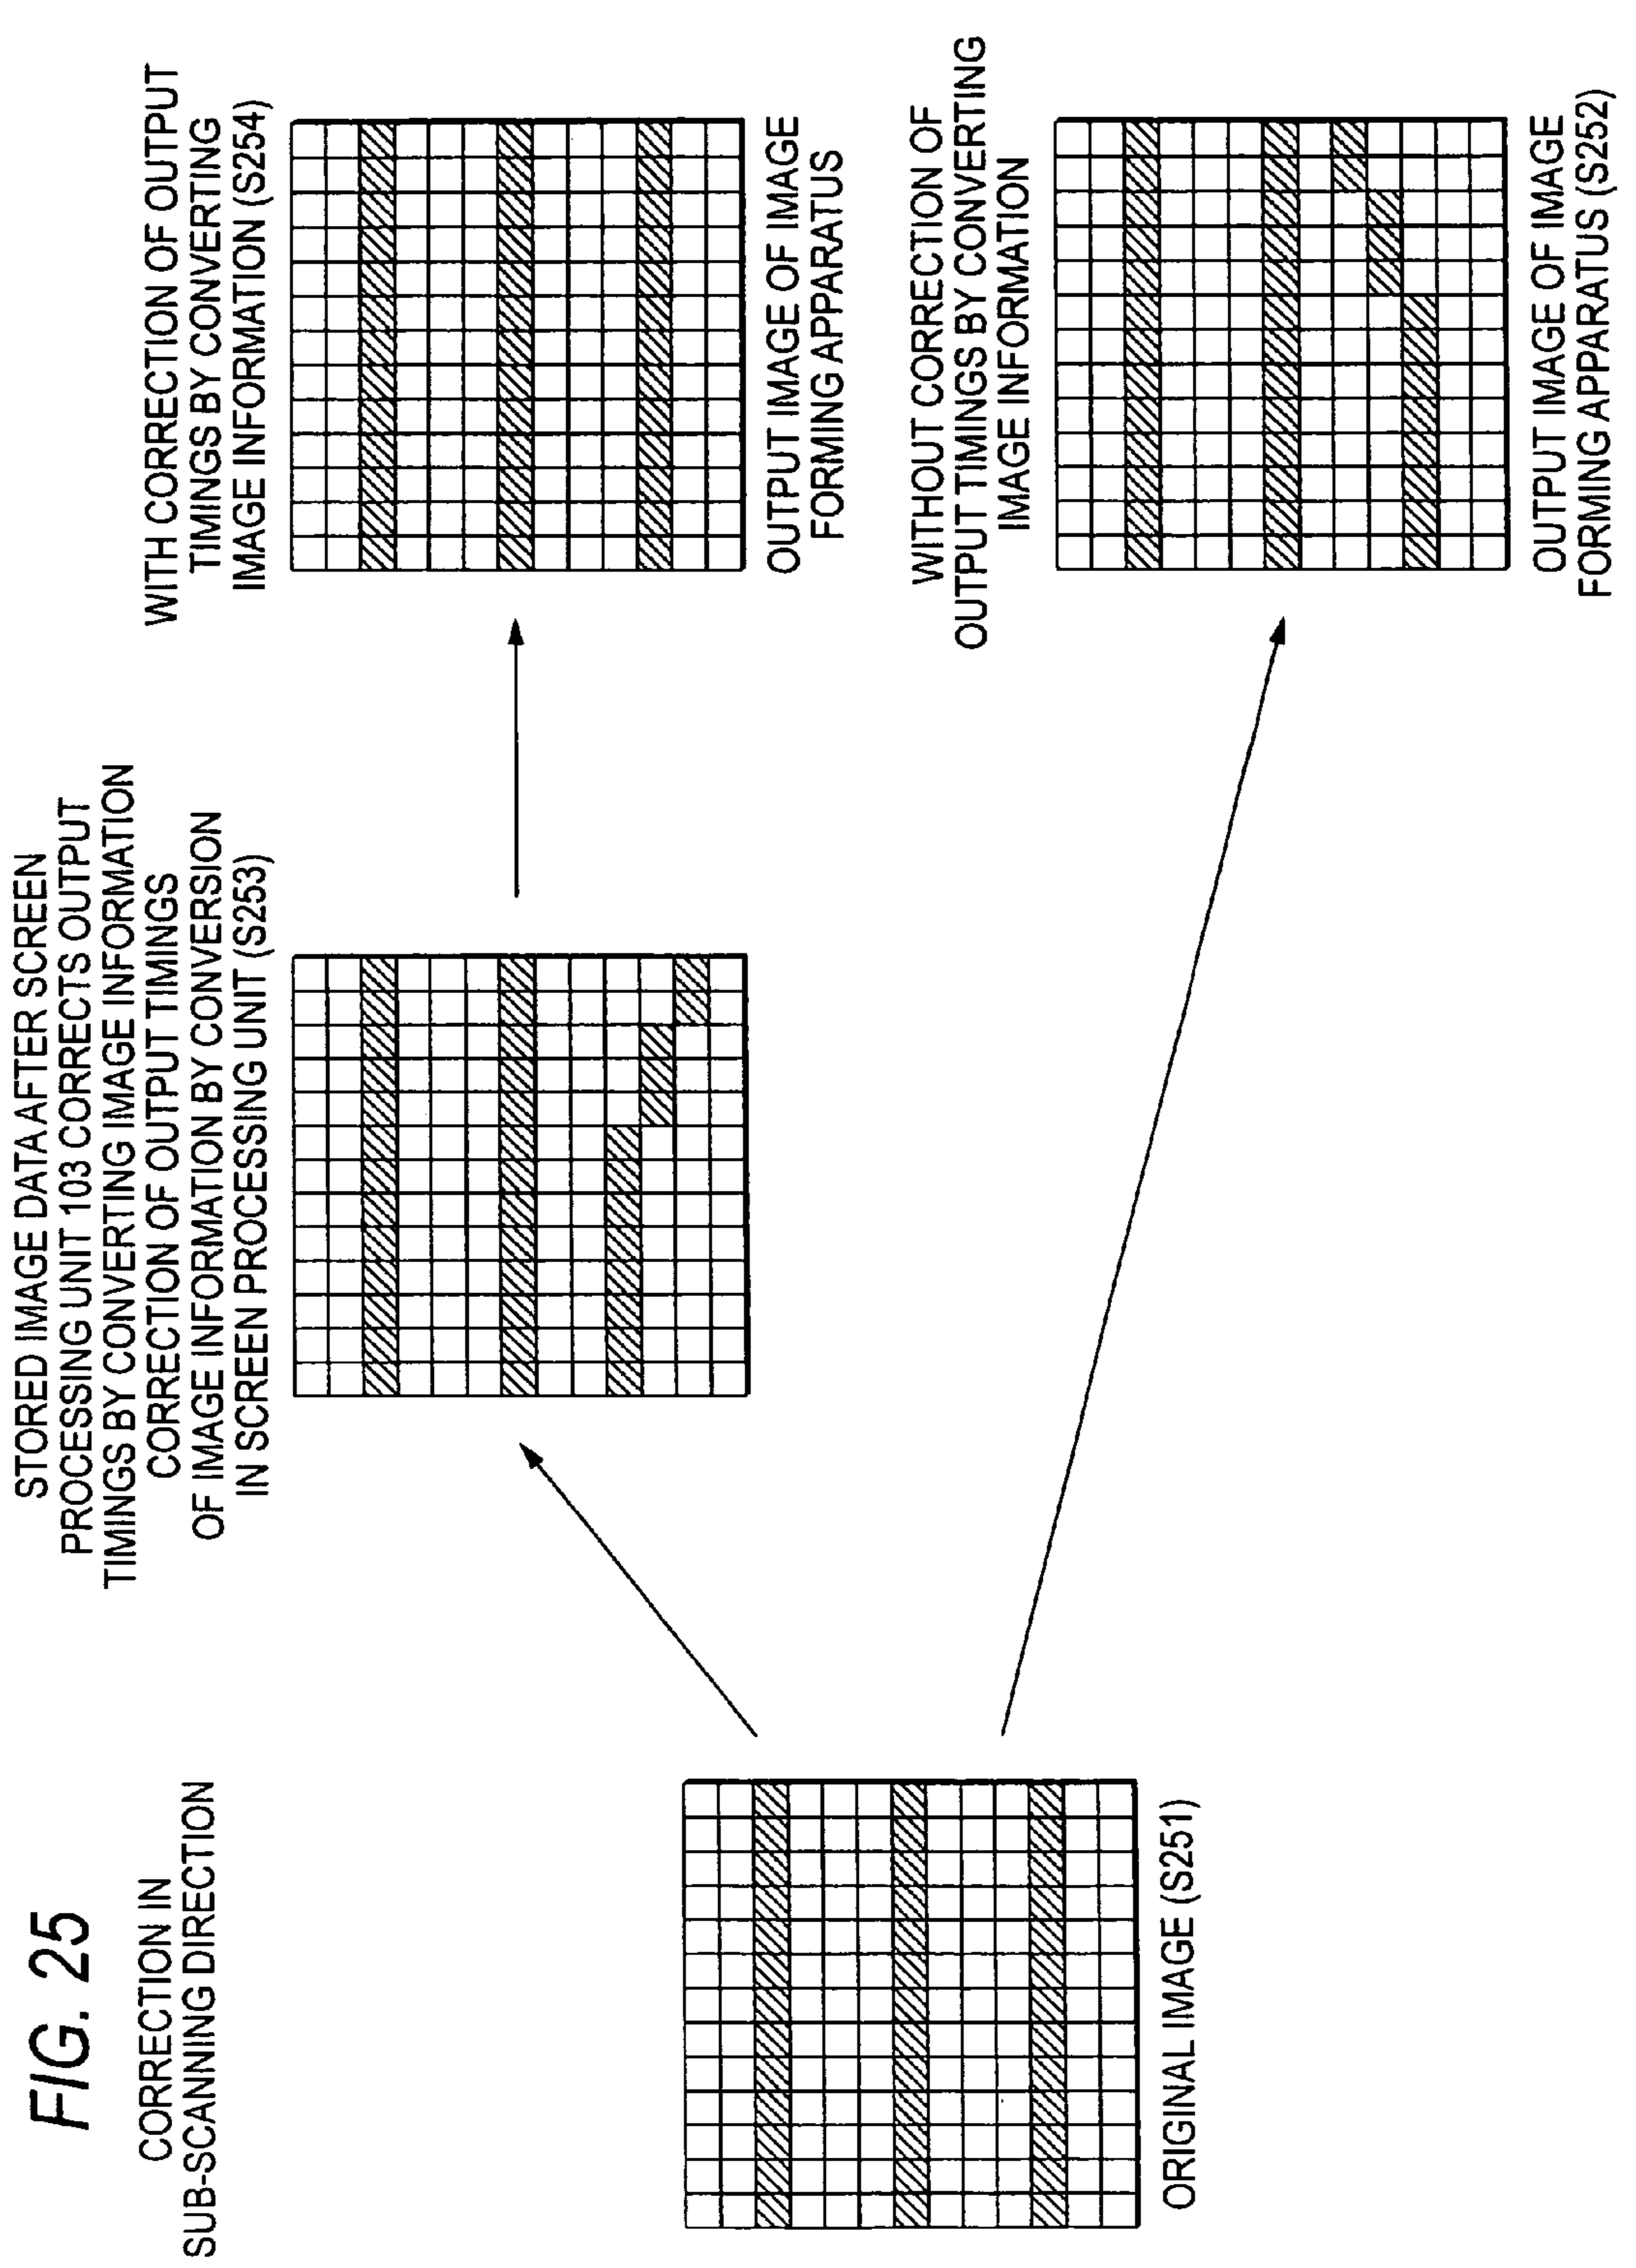 FIG. 25
CORRECTION IN
SUB-SCANNING DIRECTION
ORIGINAL IMAGE (S251)
STORED IMAGE DATA AFTER SCREEN
PROCESSING UNIT 103 CORRECTS OUTPUT
TIMINGS BY CONVERTING IMAGE INFORMATION
CORRECTION OF OUTPUT TIMINGS
OF IMAGE INFORMATION BY CONVERSION
IN SCREEN PROCESSING UNIT (S253)
WITH CORRECTION OF OUTPUT
TIMINGS BY CONVERTING
IMAGE INFORMATION (S254)
OUTPUT IMAGE OF IMAGE
FORMING APPARATUS
WITHOUT CORRECTION OF
OUTPUT TIMINGS BY CONVERTING
IMAGE INFORMATION
OUTPUT IMAGE OF IMAGE
FORMING APPARATUS (S252)